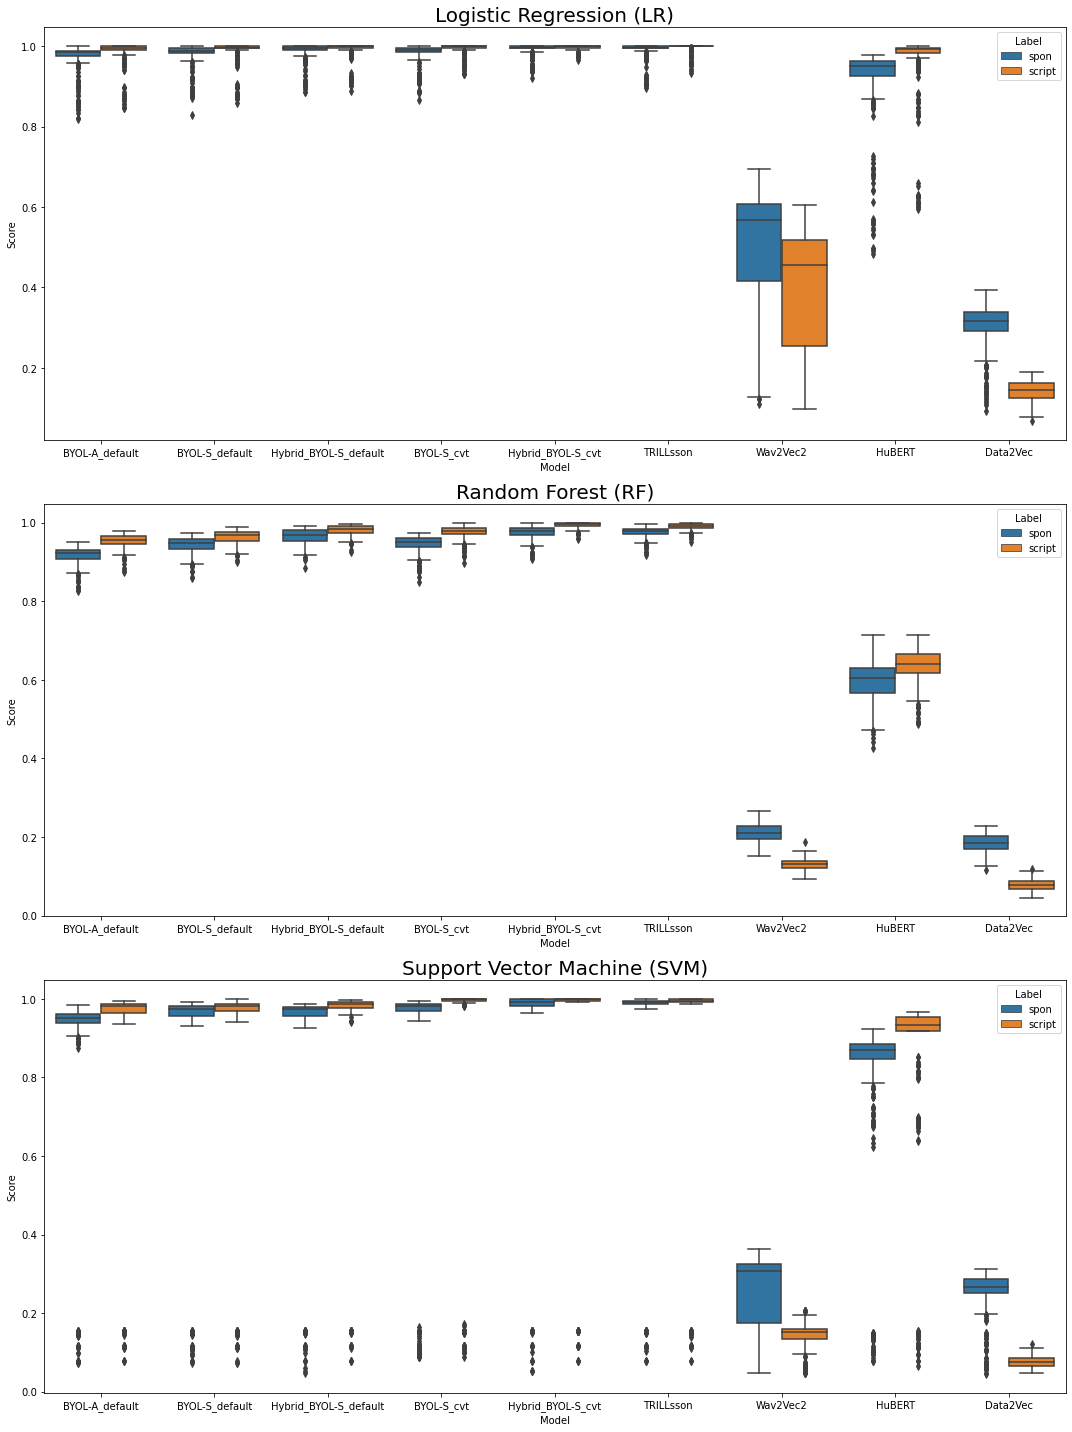 Logistic Regression (LR)
Label
spon
script
1.0
0.8
0.6
0.4
0.2
Score
BYOL-A_default BYOL-S_default Hybrid_BYOL-S_default BYOL-S_cvt Hybrid_BYOL-S_cvt TRILLsson Wav2Vec2 HuBERT Data2Vec
Model
Random Forest (RF)
Label
spon
script
1.0
0.8
0.6
0.4
0.2
0.0
Score
BYOL-A_default BYOL-S_default Hybrid_BYOL-S_default BYOL-S_cvt Hybrid_BYOL-S_cvt TRILLsson Wav2Vec2 HuBERT Data2Vec
Model
Support Vector Machine (SVM)
Label
spon
script
1.0
0.8
0.6
0.4
0.2
0.0
Score
BYOL-A_default BYOL-S_default Hybrid_BYOL-S_default BYOL-S_cvt Hybrid_BYOL-S_cvt TRILLsson Wav2Vec2 HuBERT Data2Vec
Model